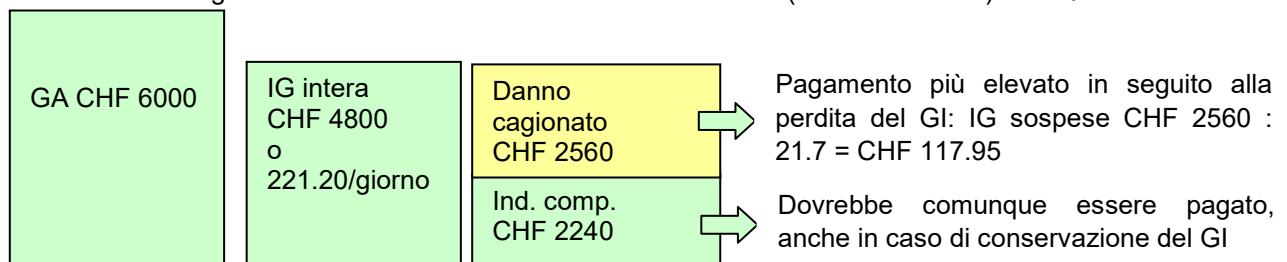 GA CHF 6000
IG intera
CHF 4800
o
221.20/giorno
Danno
cagionato
CHF 2560
Pagamento più elevato in seguito alla
perdita del GI: IG sospese CHF 2560 :
21.7 = CHF 117.95
Ind. comp.
CHF 2240
Dovrebbe comunque essere pagato,
anche in caso di conservazione del GI